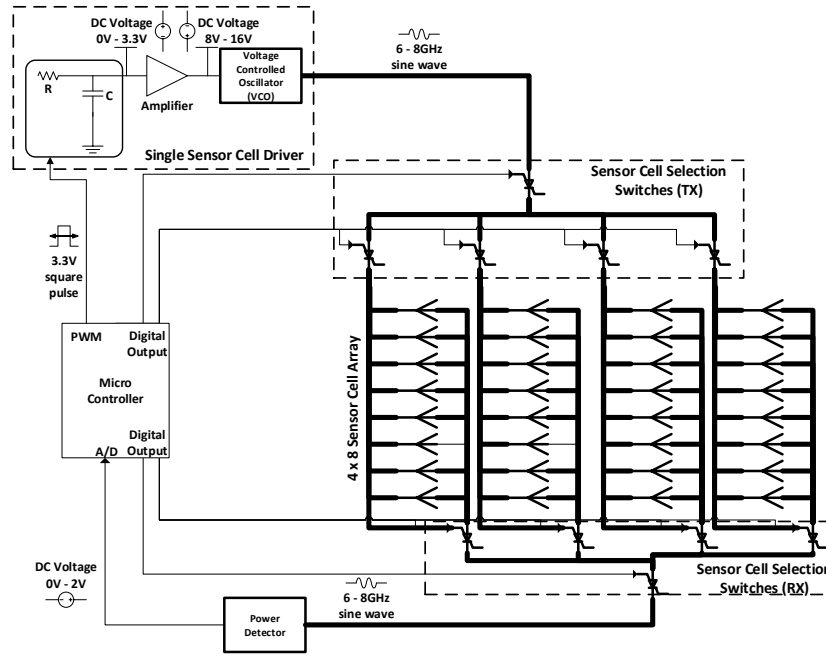 DC Voltage
0V - 3.3V
DC Voltage
8V - 16V
R
C
Amplifier
Voltage
Controlled
Oscillator
(VCO)
Single Sensor Cell Driver
6 - 8GHz
sine wave
Sensor Cell Selection
Switches (TX)
3.3V
square
pulse
PWM
Digital
Output
Micro
Controller
Digital
Output
A/D
4 x 8 Sensor Cell Array
DC Voltage
0V - 2V
6 - 8GHz
sine wave
Power
Detector
Sensor Cell Selection
Switches (RX)